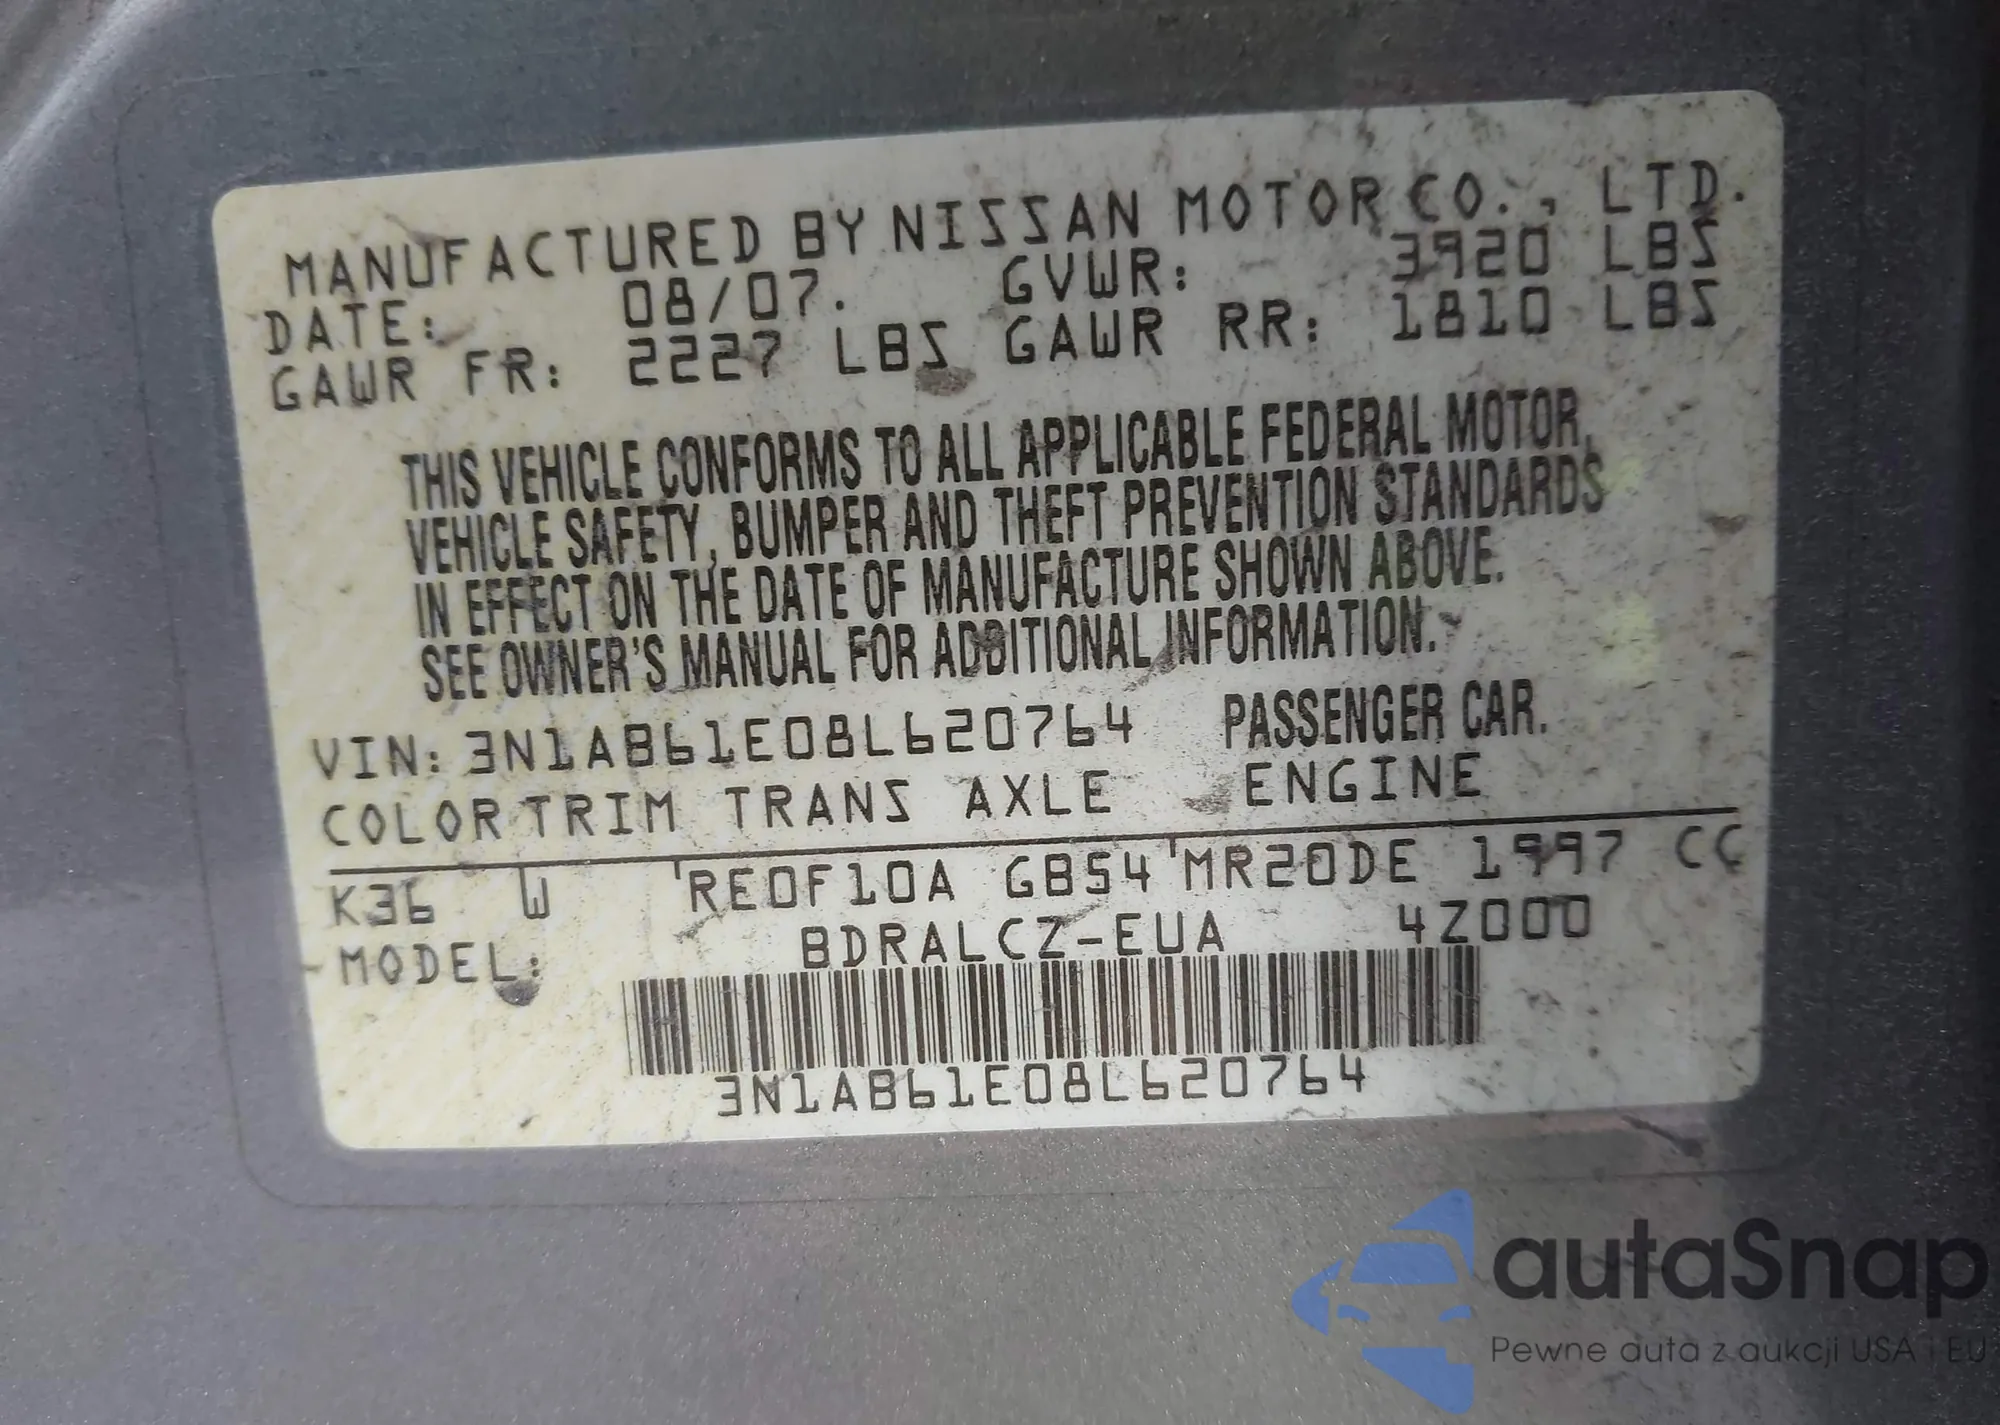 MANUFACTURED BY NISSAN MOTOR CO., LTD.
DATE: 08/07. GVWR: 3920 LBS
GAWR FR: 2227 LBS GAWR RR: 1810 LBS
THIS VEHICLE CONFORMS TO ALL APPLICABLE FEDERAL MOTOR
VEHICLE SAFETY, BUMPER AND THEFT PREVENTION STANDARDS
IN EFFECT ON THE DATE OF MANUFACTURE SHOWN ABOVE.
SEE OWNER'S MANUAL FOR ADDITIONAL INFORMATION.
VIN: 3N1AB61E08L620764 PASSENGER CAR.
COLOR TRIM TRANS AXLE ENGINE
K36 W 'RE0F10A GB54 'MR20DE 1997 CC
MODEL: BDRALCZ-EUA 4Z000
3N1AB61E08L620764
autaSnap
Pewne auta z aukcji USA i EU